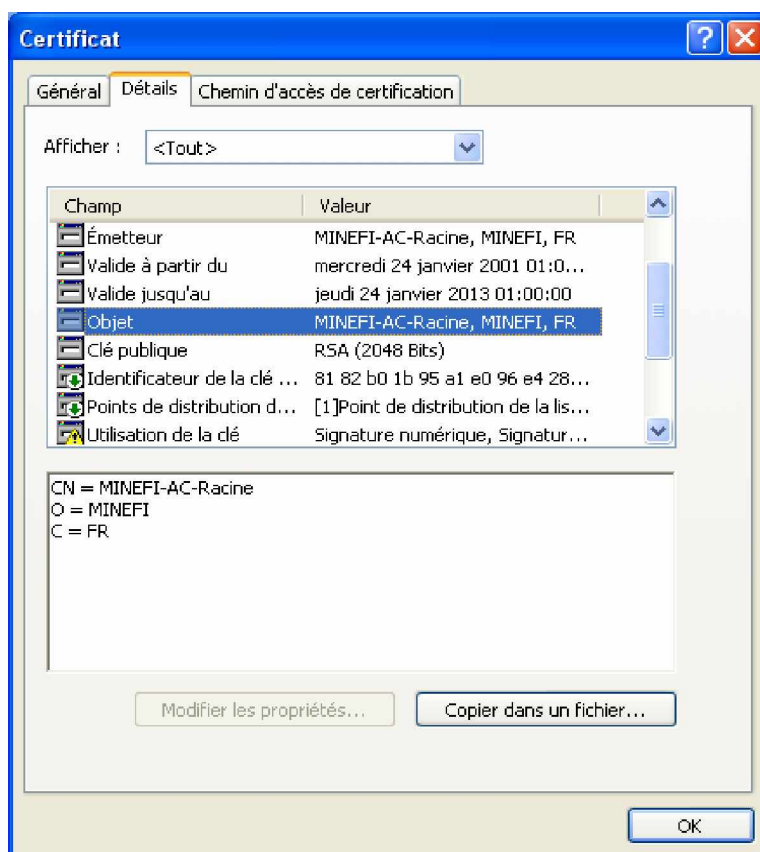 Certificat
Général Détails Chemin d'accès de certification
Afficher : <Tout>
Champ Valeur
Émetteur MINEFI-AC-Racine, MINEFI, FR
Valide à partir du mercredi 24 janvier 2001 01:0...
Valide jusqu'au jeudi 24 janvier 2013 01:00:00
Objet MINEFI-AC-Racine, MINEFI, FR
Clé publique RSA (2048 Bits)
Identificateur de la clé ... 81 82 b0 1b 95 a1 e0 96 e4 28...
Points de distribution d... [1]Point de distribution de la lis...
Utilisation de la clé Signature numérique, Signatur...
CN = MINEFI-AC-Racine
O = MINEFI
C = FR
Modifier les propriétés... Copier dans un fichier...
OK